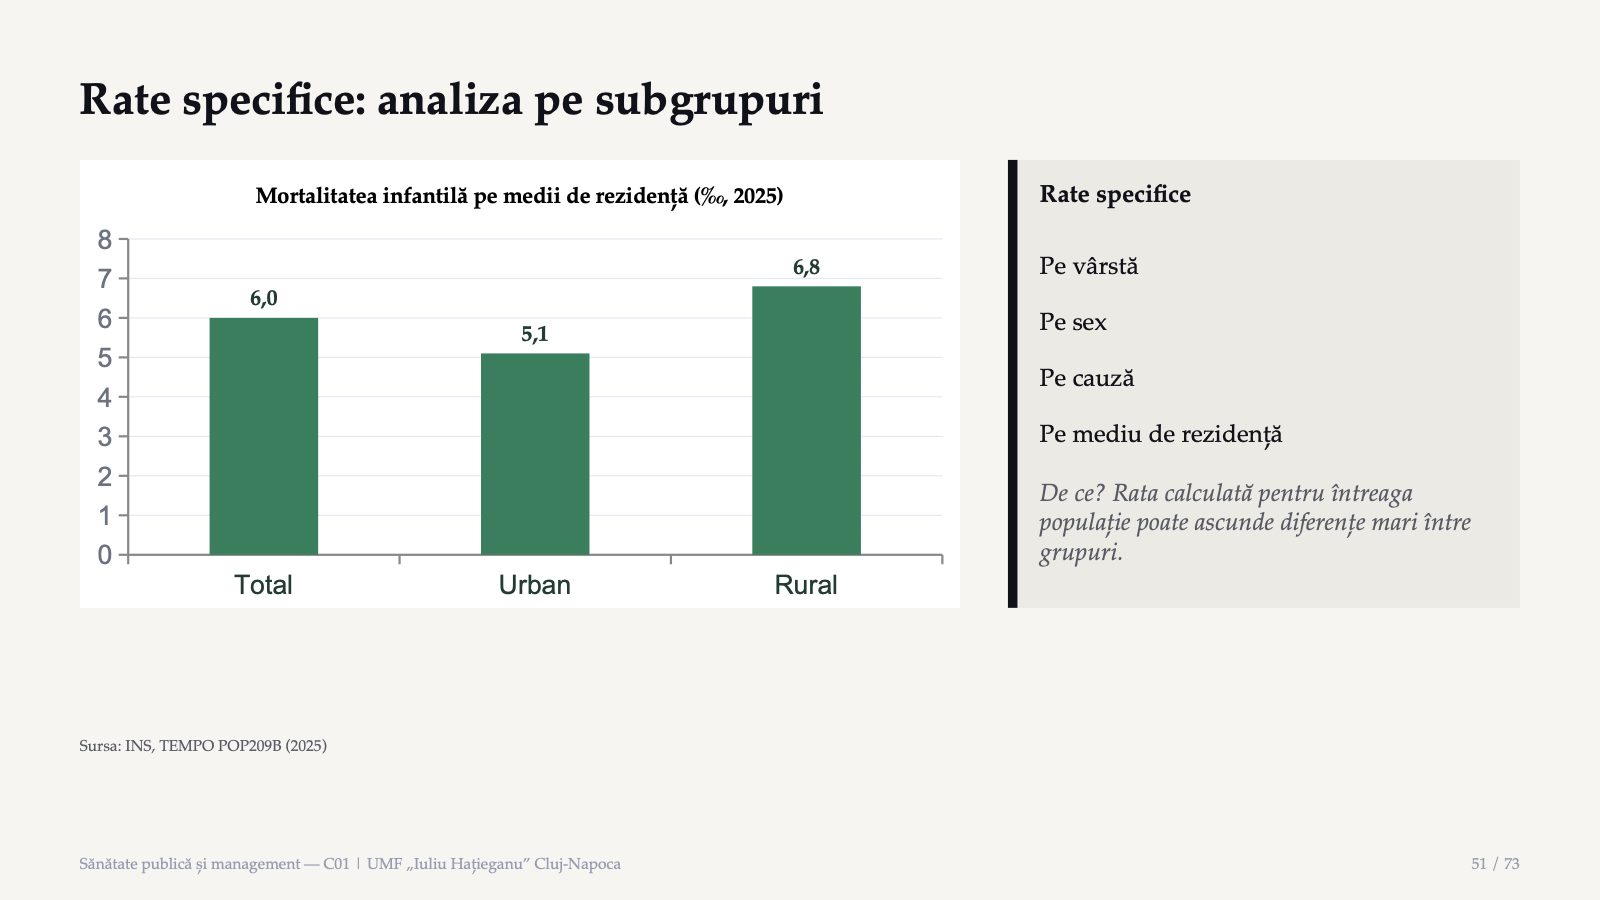 Rate specifice: analiza pe subgrupuri
Mortalitatea infantilă pe medii de rezidență (‰, 2025)
8
7
6
5
4
3
2
1
0
6,0
5,1
6,8
Total
Urban
Rural
Rate specifice
Pe vârstă
Pe sex
Pe cauză
Pe mediu de rezidență
De ce? Rata calculată pentru întreaga
populație poate ascunde diferențe mari între
grupuri.
Sursa: INS, TEMPO POP209B (2025)
Sănătate publică și management — C01 | UMF „Iuliu Hațieganu” Cluj-Napoca
51 / 73